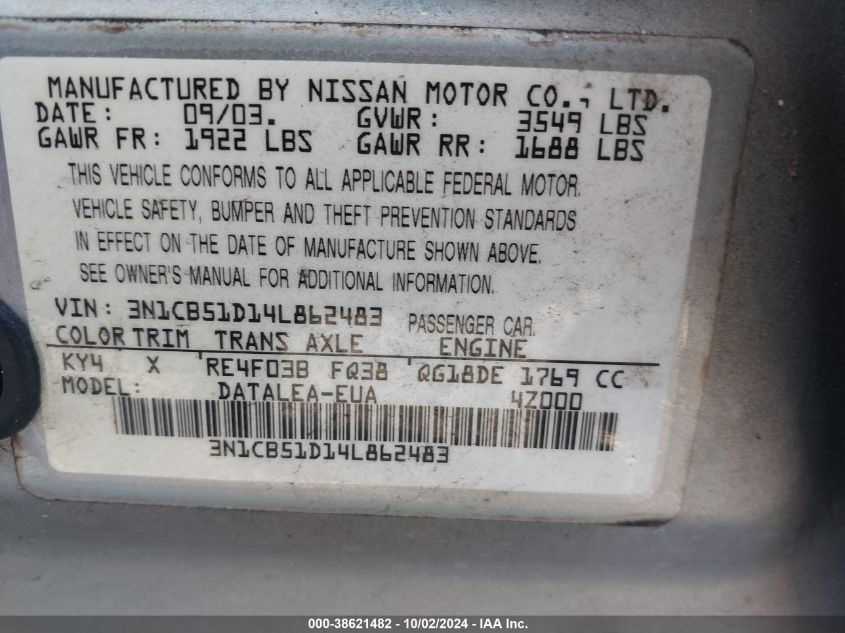 MANUFACTURED BY NISSAN MOTOR CO., LTD.
DATE: 09/03. GVWR: 3549 LBS
GAWR FR: 1922 LBS GAWR RR: 1688 LBS
THIS VEHICLE CONFORMS TO ALL APPLICABLE FEDERAL MOTOR
VEHICLE SAFETY, BUMPER AND THEFT PREVENTION STANDARDS
IN EFFECT ON THE DATE OF MANUFACTURE SHOWN ABOVE.
SEE OWNER'S MANUAL FOR ADDITIONAL INFORMATION.
VIN: 3N1CB51D14L862483 PASSENGER CAR
COLOR TRIM TRANS AXLE ENGINE
KY4 X RE4F03B FQ38 QG18DE 1769 CC
MODEL: DATALEA-EUA 4Z000
3N1CB51D14L862483
000-38621482 - 10/02/2024 - IAA Inc.